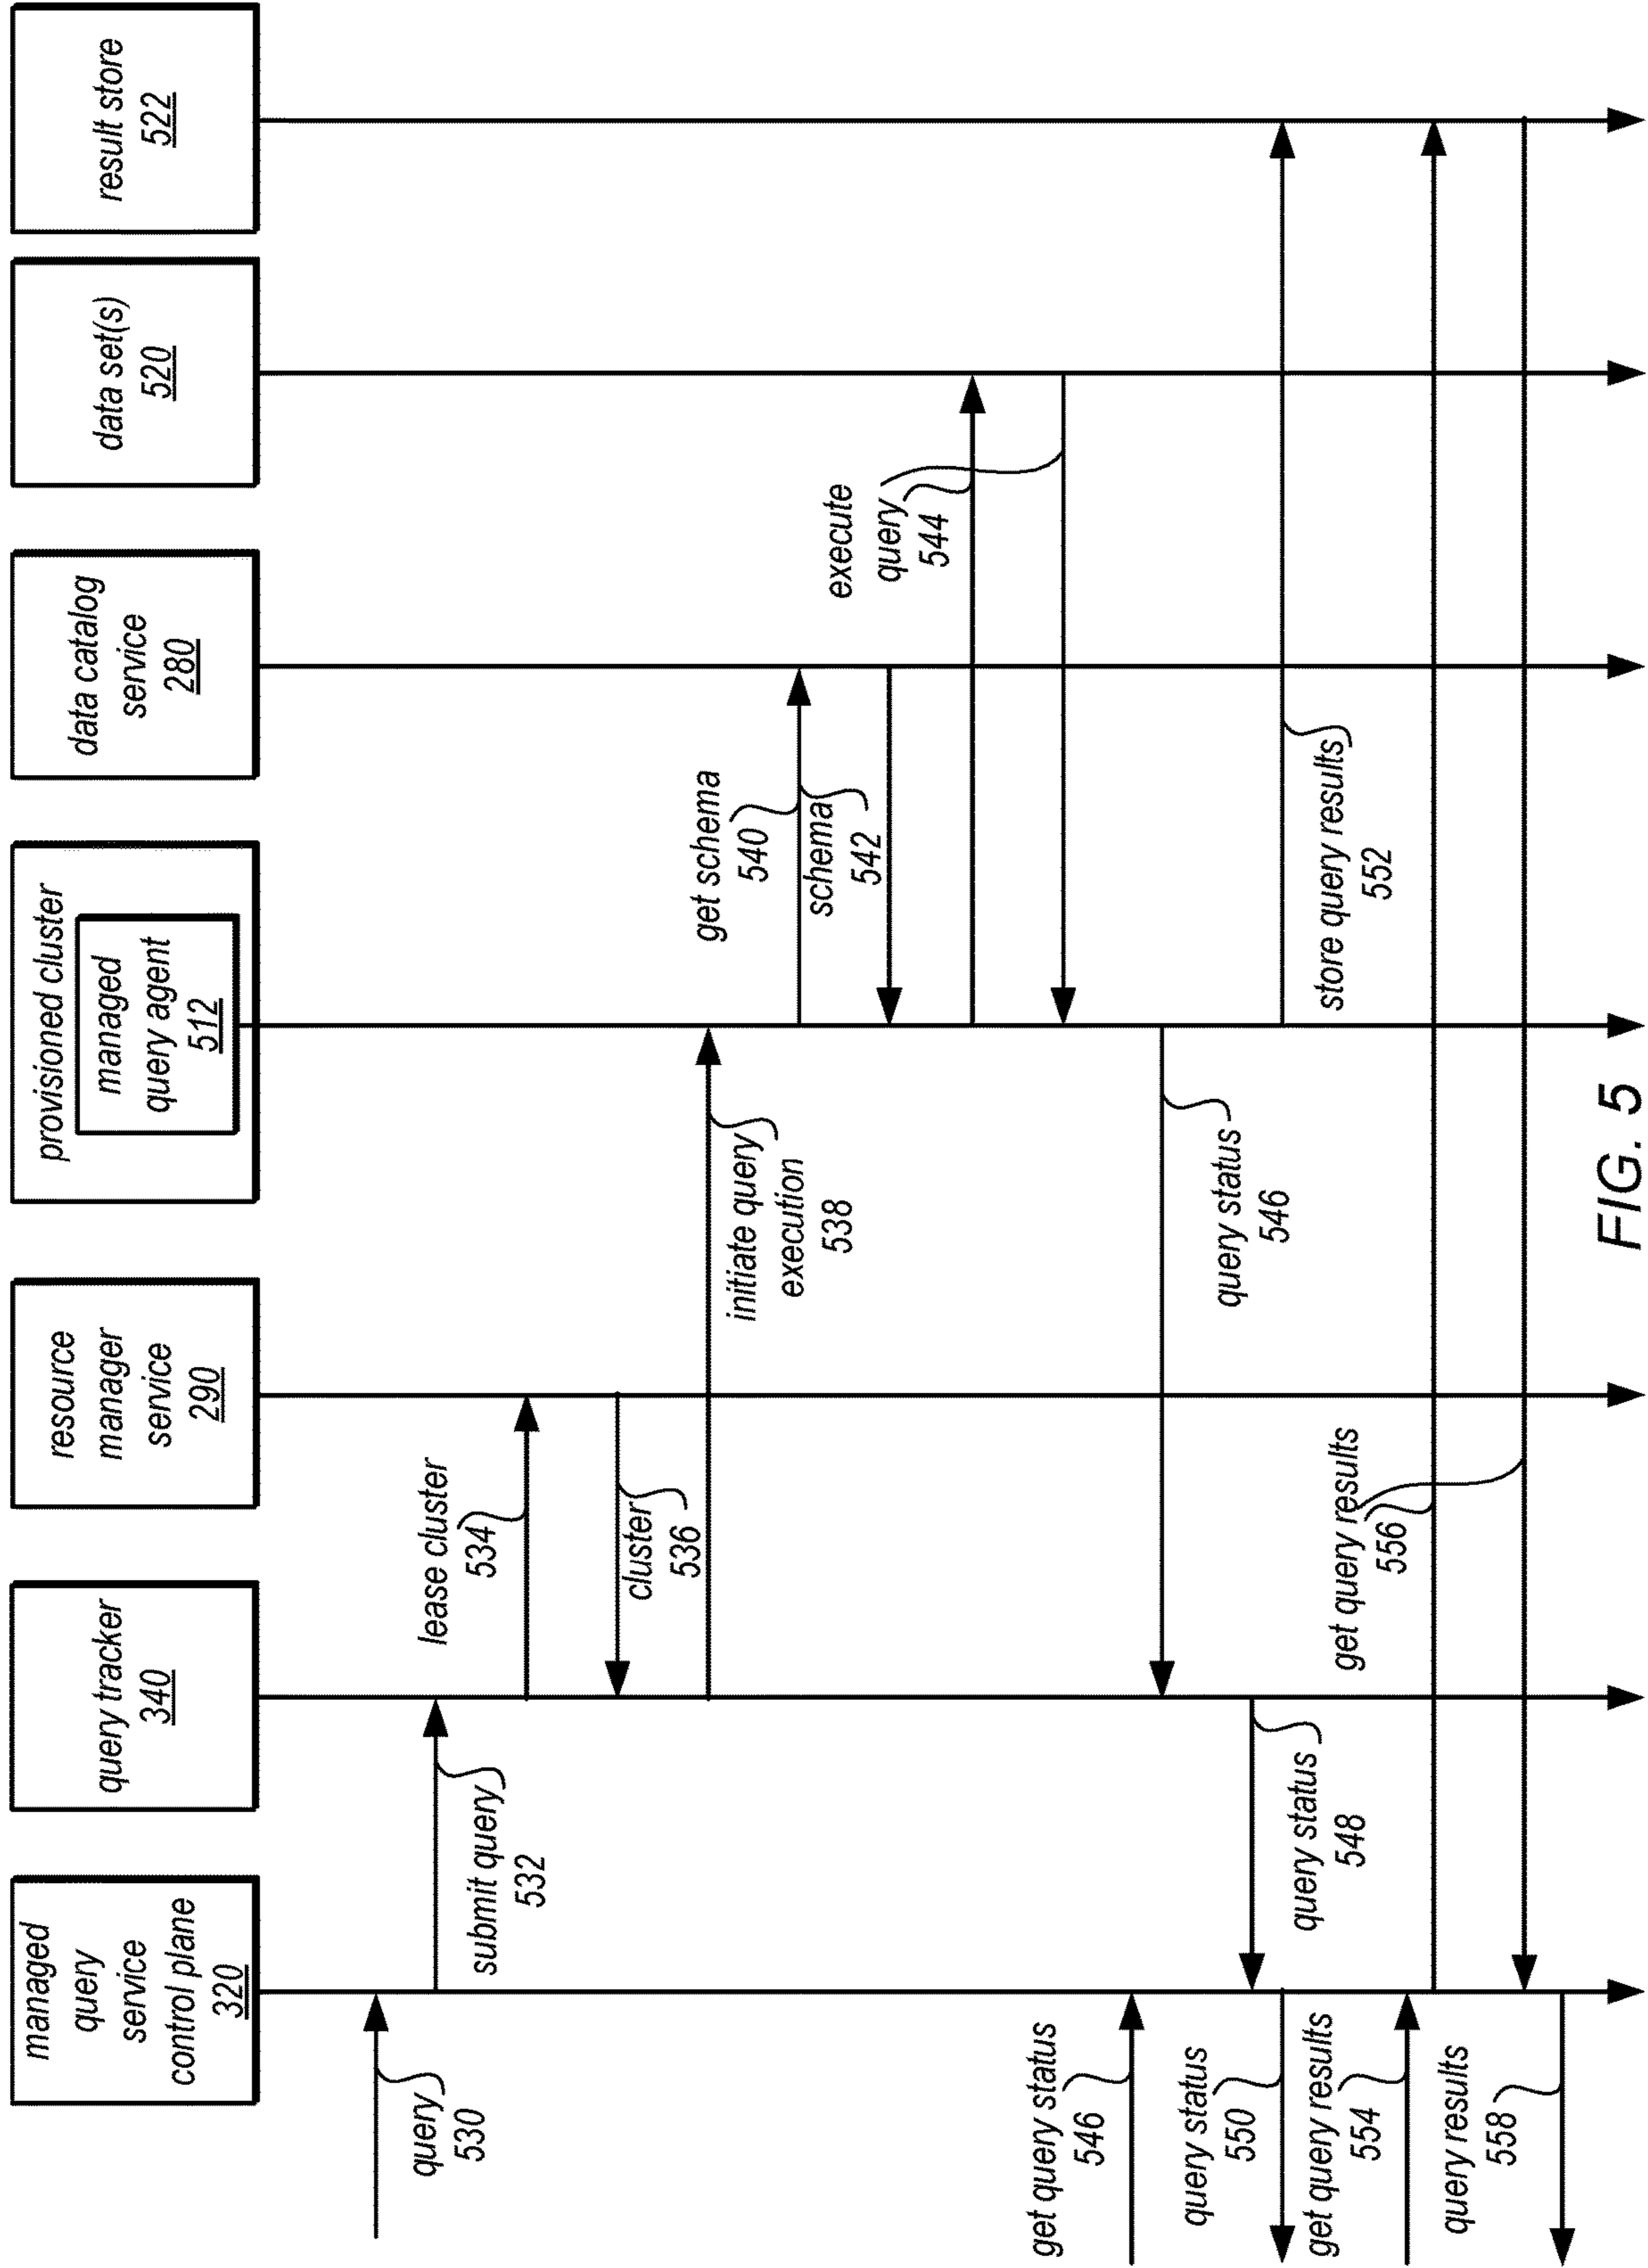 managed
query
service
control plane
320
query tracker
340
resource
manager
service
290
provisioned cluster
managed
query agent
512
data catalog
service
280
data set(s)
520
result store
522
query
530
submit query
532
lease cluster
534
cluster
536
initiate query
execution
538
get schema
540
schema
542
execute
query
544
get query status
546
query status
546
query status
548
query status
550
store query results
552
get query results
554
get query results
556
query results
558
FIG. 5